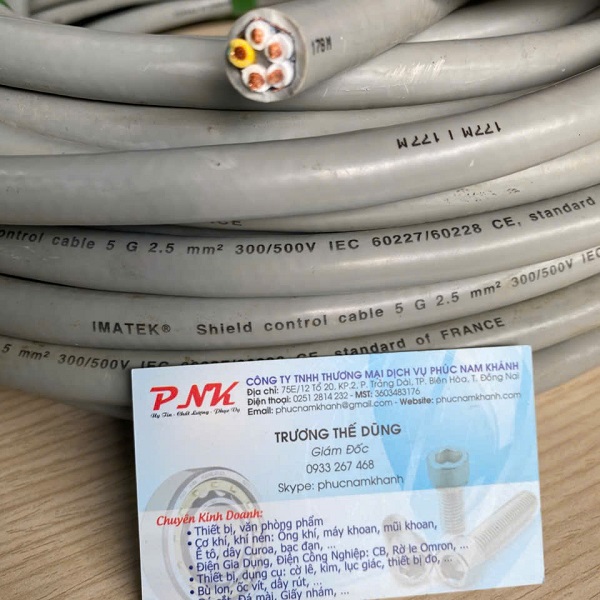 178M
177M | 177M
ontrol cable 5 G 2.5 mm² 300/500V IEC 60227/60228 CE, standard
IMATEK® Shield control cable 5 G 2.5 mm² 300/500V IEC
5 mm² 300/500V IEC CE, standard of FRANCE
PNK
Uy Tín - Chất Lượng - Phục Vụ
CÔNG TY TNHH THƯƠNG MẠI DỊCH VỤ PHÚC NAM KHÁNH
Địa chỉ: 75E/12 Tổ 20, KP.2, P. Trảng Dài, TP. Biên Hòa, T. Đồng Nai
Điện thoại: 0251 2814 232 - MST: 3603483176
Email: phucnamkhanh@gmail.com - Website: phucnamkhanh.com
TRƯƠNG THẾ DŨNG
Giám Đốc
0933 267 468
Skype: phucnamkhanh
Chuyên Kinh Doanh:
• Thiết bị, văn phòng phẩm
• Cơ khí, khí nén: Ống khí, máy khoan, mũi khoan,
Ê tô, dây Curoa, bạc đạn, ...
• Điện Gia Dụng, Điện Công Nghiệp: CB, Rờ le Omron, ...
• Thiết bị, dụng cụ: cờ lê, kìm, lục giác, thiết bị đo, ...
• Bù lon, ốc vít, dây rút, ...
cắt, Đá mài, Giấy nhám, ...